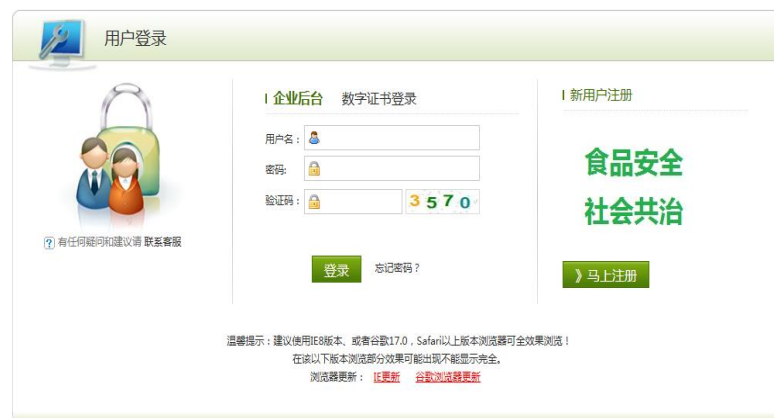 用户登录
企业后台 数字证书登录
用户名：
密码:
验证码： 3570
登录 忘记密码？
有任何疑问和建议请 联系客服
新用户注册
食品安全
社会共治
》马上注册
温馨提示：建议使用IE8版本、或者谷歌17.0，Safari以上版本浏览器可全效果浏览！
在该以下版本浏览部分效果可能出现不能显示完全。
浏览器更新： IE更新 谷歌浏览器更新